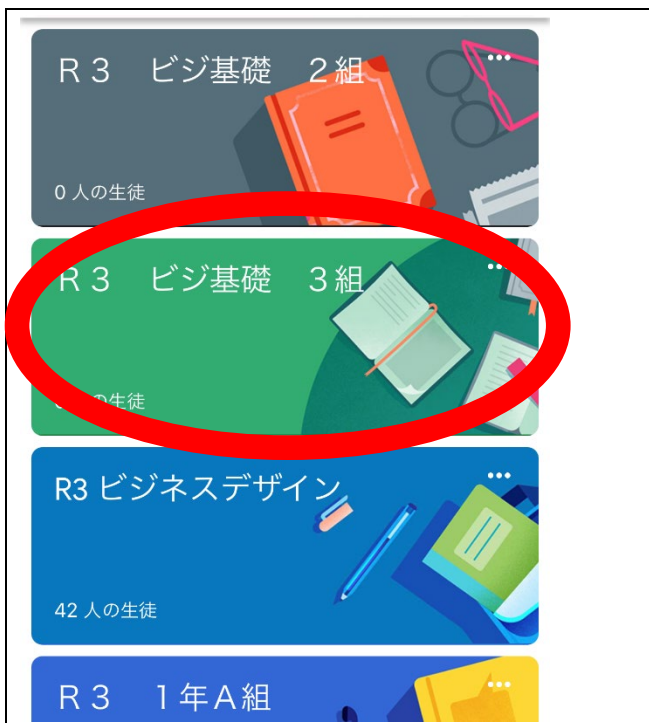 Ｒ３　ビジ基礎　２組
0 人の生徒
Ｒ３　ビジ基礎　３組
の生徒
R3 ビジネスデザイン
42 人の生徒
Ｒ３　１年Ａ組